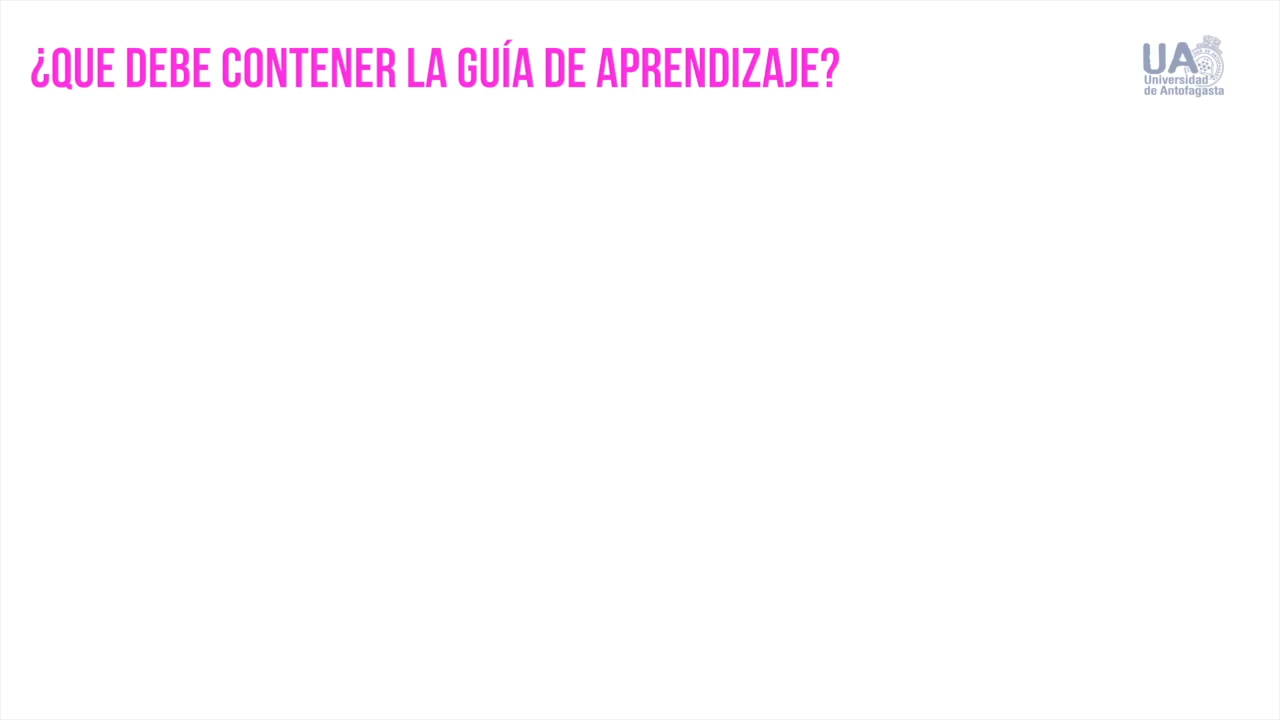 ¿QUE DEBE CONTENER LA GUÍA DE APRENDIZAJE?
UA
Universidad
de Antofagasta